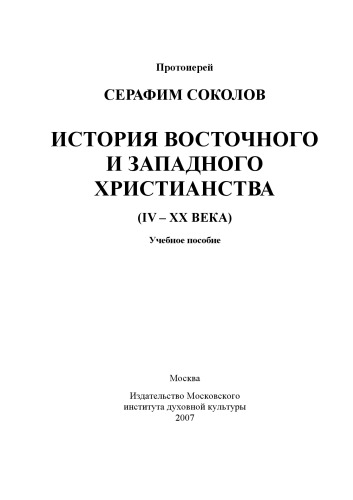 Протоиерей
СЕРАФИМ СОКОЛОВ
ИСТОРИЯ ВОСТОЧНОГО
И ЗАПАДНОГО
ХРИСТИАНСТВА
(IV – XX ВЕКА)
Учебное пособие
Москва
Издательство Московского
института духовной культуры
2007